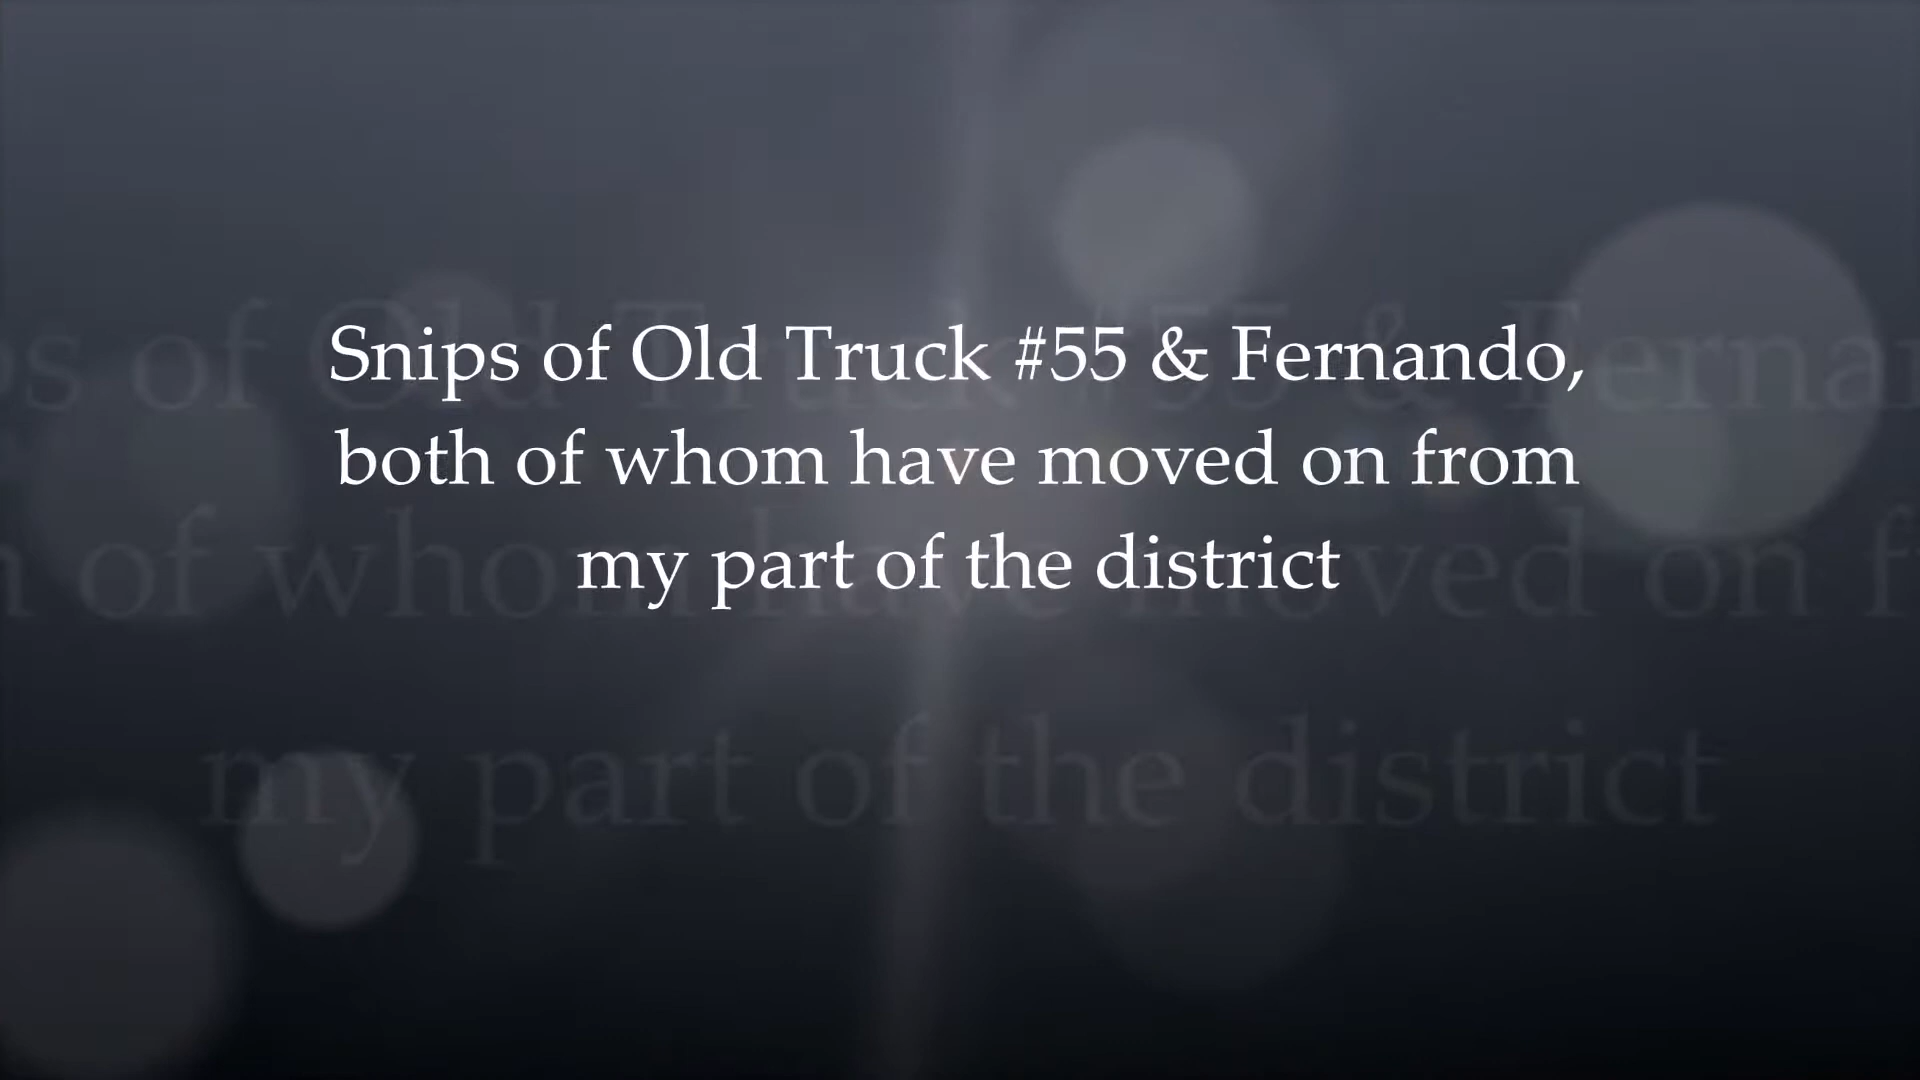 Snips of Old Truck #55 & Fernando,
both of whom have moved on from
my part of the district